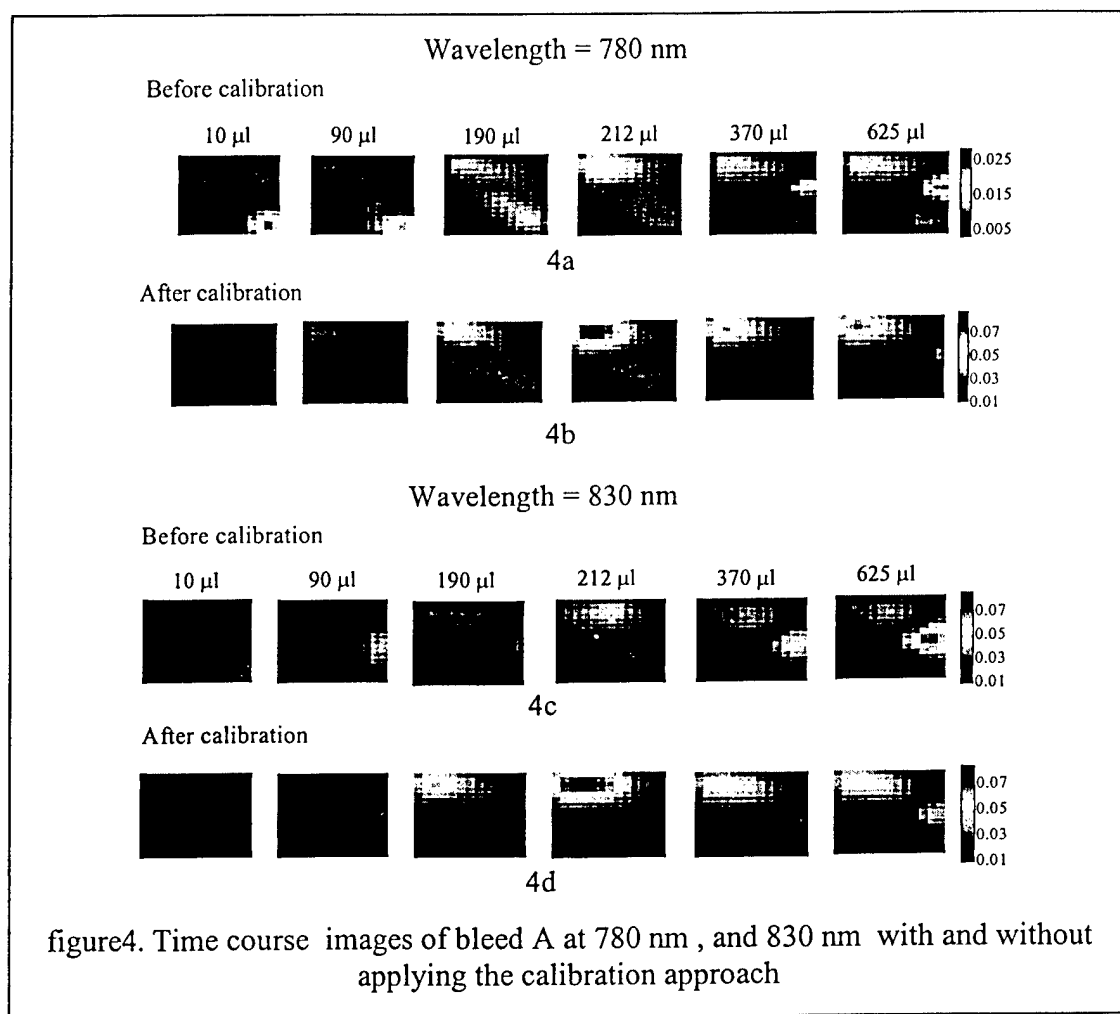 Wavelength = 780 nm
Before calibration
10 µl 90 µl 190 µl 212 µl 370 µl 625 µl
0.025
0.015
0.005
4a
After calibration
0.07
0.05
0.03
0.01
4b
Wavelength = 830 nm
Before calibration
10 µl 90 µl 190 µl 212 µl 370 µl 625 µl
0.07
0.05
0.03
0.01
4c
After calibration
0.07
0.05
0.03
0.01
4d
figure4. Time course images of bleed A at 780 nm , and 830 nm with and without
applying the calibration approach